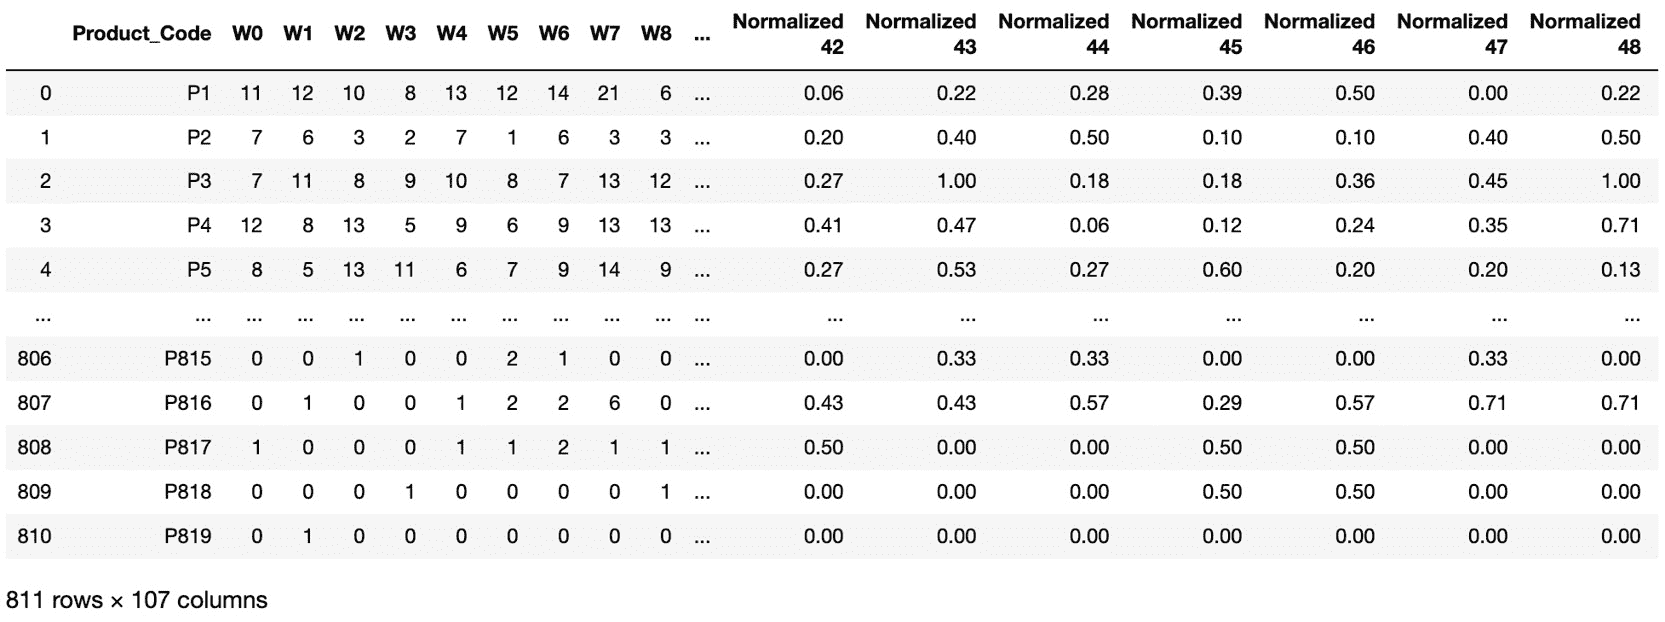 Product_Code W0 W1 W2 W3 W4 W5 W6 W7 W8 ... Normalized 42 Normalized 43 Normalized 44 Normalized 45 Normalized 46 Normalized 47 Normalized 48
0 P1 11 12 10 8 13 12 14 21 6 ... 0.06 0.22 0.28 0.39 0.50 0.00 0.22
1 P2 7 6 3 2 7 1 6 3 3 ... 0.20 0.40 0.50 0.10 0.10 0.40 0.50
2 P3 7 11 8 9 10 8 7 13 12 ... 0.27 1.00 0.18 0.18 0.36 0.45 1.00
3 P4 12 8 13 5 9 6 9 13 13 ... 0.41 0.47 0.06 0.12 0.24 0.35 0.71
4 P5 8 5 13 11 6 7 9 14 9 ... 0.27 0.53 0.27 0.60 0.20 0.20 0.13
... ... ... ... ... ... ... ... ... ... ... ... ... ... ... ... ... ... ... ...
806 P815 0 0 1 0 0 2 1 0 0 ... 0.00 0.33 0.33 0.00 0.00 0.33 0.00
807 P816 0 1 0 0 1 2 2 6 0 ... 0.43 0.43 0.57 0.29 0.57 0.71 0.71
808 P817 1 0 0 0 1 1 2 1 1 ... 0.50 0.00 0.00 0.50 0.50 0.00 0.00
809 P818 0 0 0 1 0 0 0 0 1 ... 0.00 0.00 0.00 0.50 0.50 0.00 0.00
810 P819 0 1 0 0 0 0 0 0 0 ... 0.00 0.00 0.00 0.00 0.00 0.00 0.00
811 rows × 107 columns